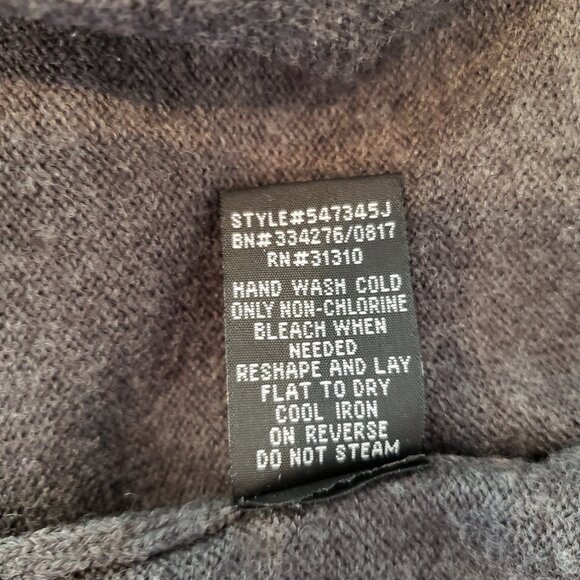 STYLE#547345J
BN#334276/0817
RN#31310
HAND WASH COLD
ONLY NON-CHLORINE
BLEACH WHEN
NEEDED
RESHAPE AND LAY
FLAT TO DRY
COOL IRON
ON REVERSE
DO NOT STEAM